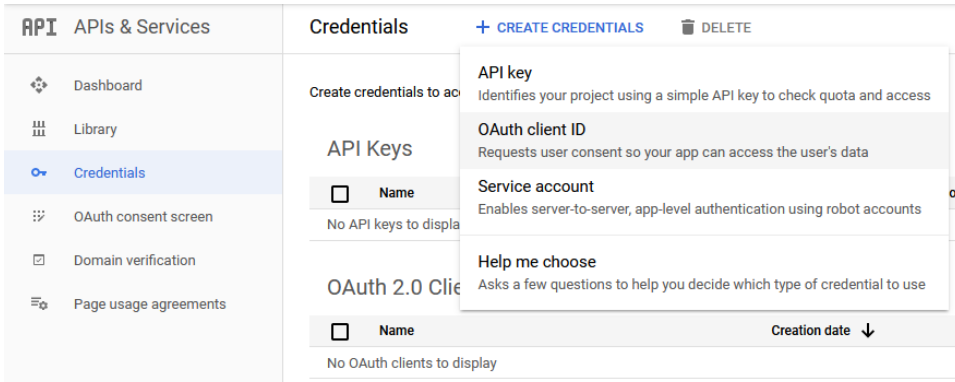 API APIs & Services
Credentials
+ CREATE CREDENTIALS
DELETE
Dashboard
Library
Credentials
OAuth consent screen
Domain verification
Page usage agreements
Create credentials to
API key
Identifies your project using a simple API key to check quota and access
OAuth client ID
Requests user consent so your app can access the user's data
Service account
Enables server-to-server, app-level authentication using robot accounts
Help me choose
Asks a few questions to help you decide which type of credential to use
API Keys
Name
No API keys to displa
OAuth 2.0 Clie
Name
Creation date ↓
No OAuth clients to display